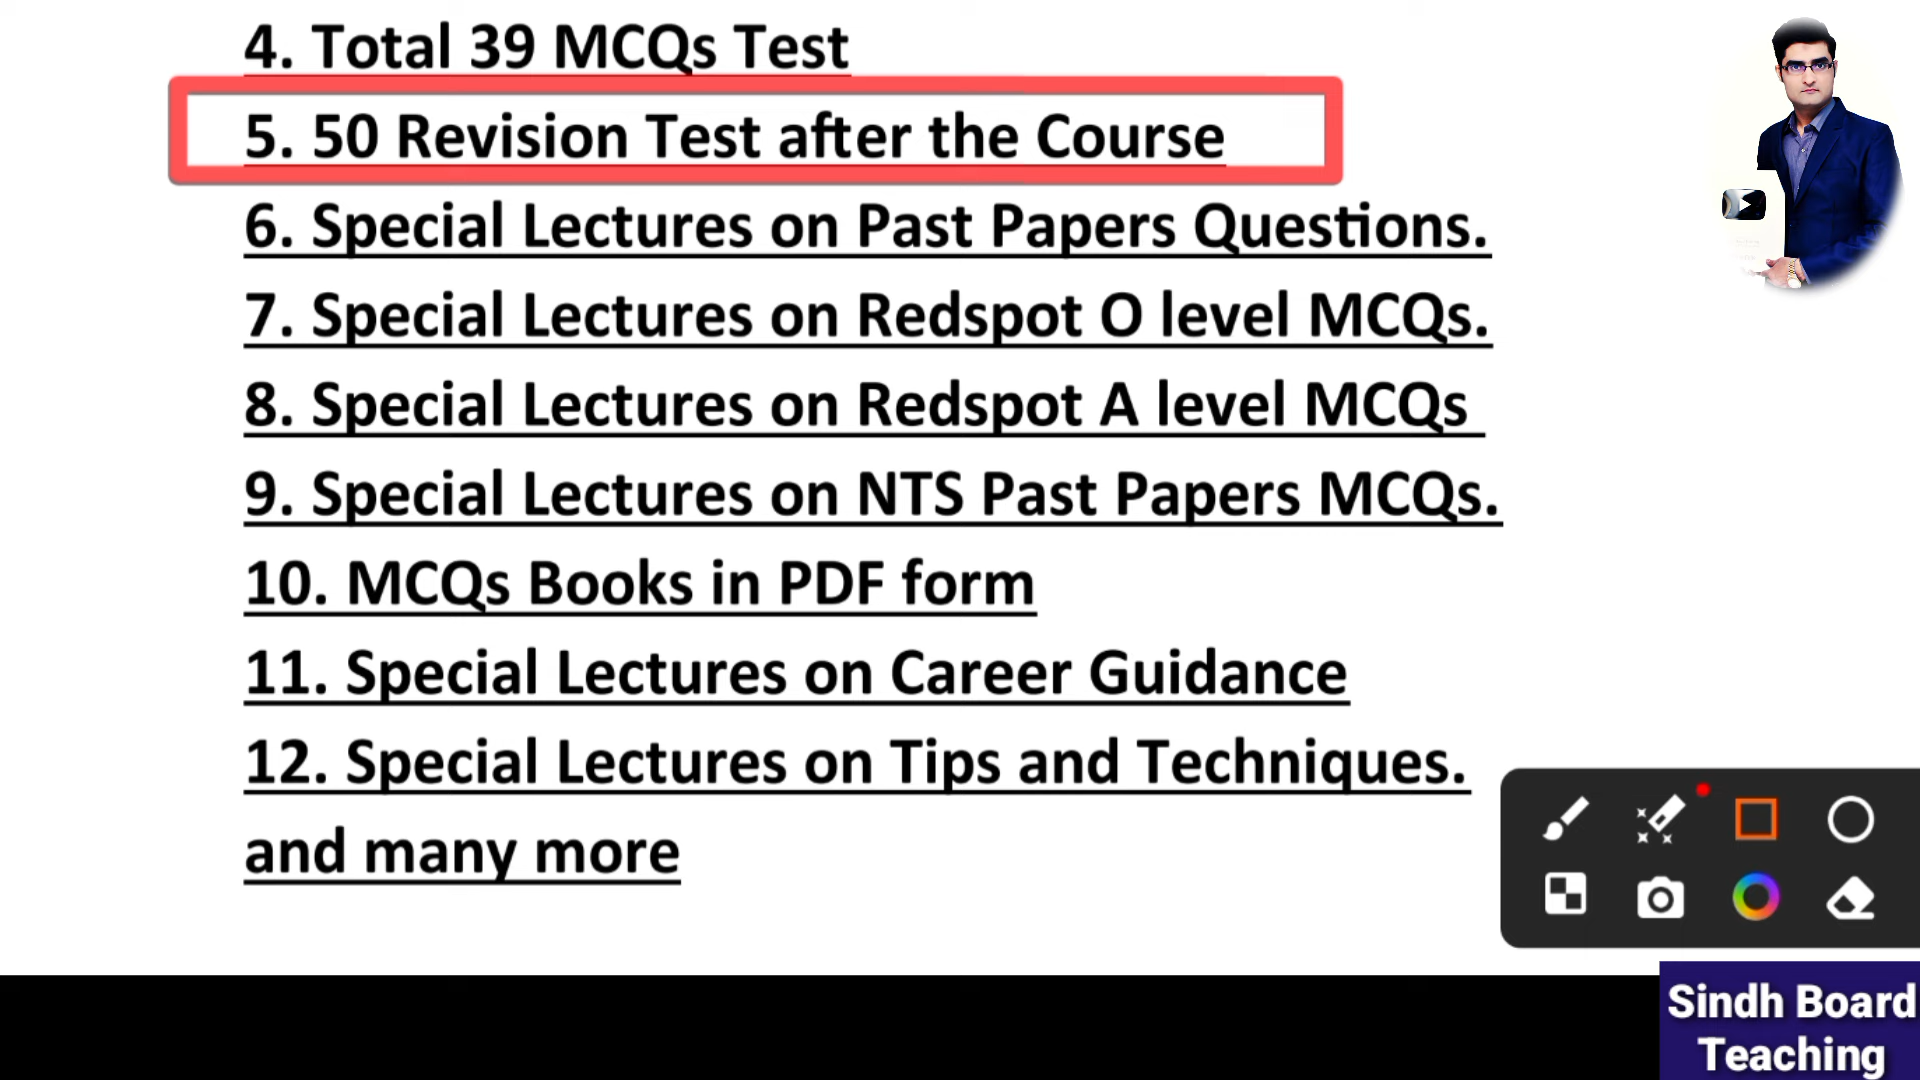 4. Total 39 MCQs Test
5. 50 Revision Test after the Course
6. Special Lectures on Past Papers Questions.
7. Special Lectures on Redspot O level MCQs.
8. Special Lectures on Redspot A level MCQs
9. Special Lectures on NTS Past Papers MCQs.
10. MCQs Books in PDF form
11. Special Lectures on Career Guidance
12. Special Lectures on Tips and Techniques.
and many more
Sindh Board
Teaching